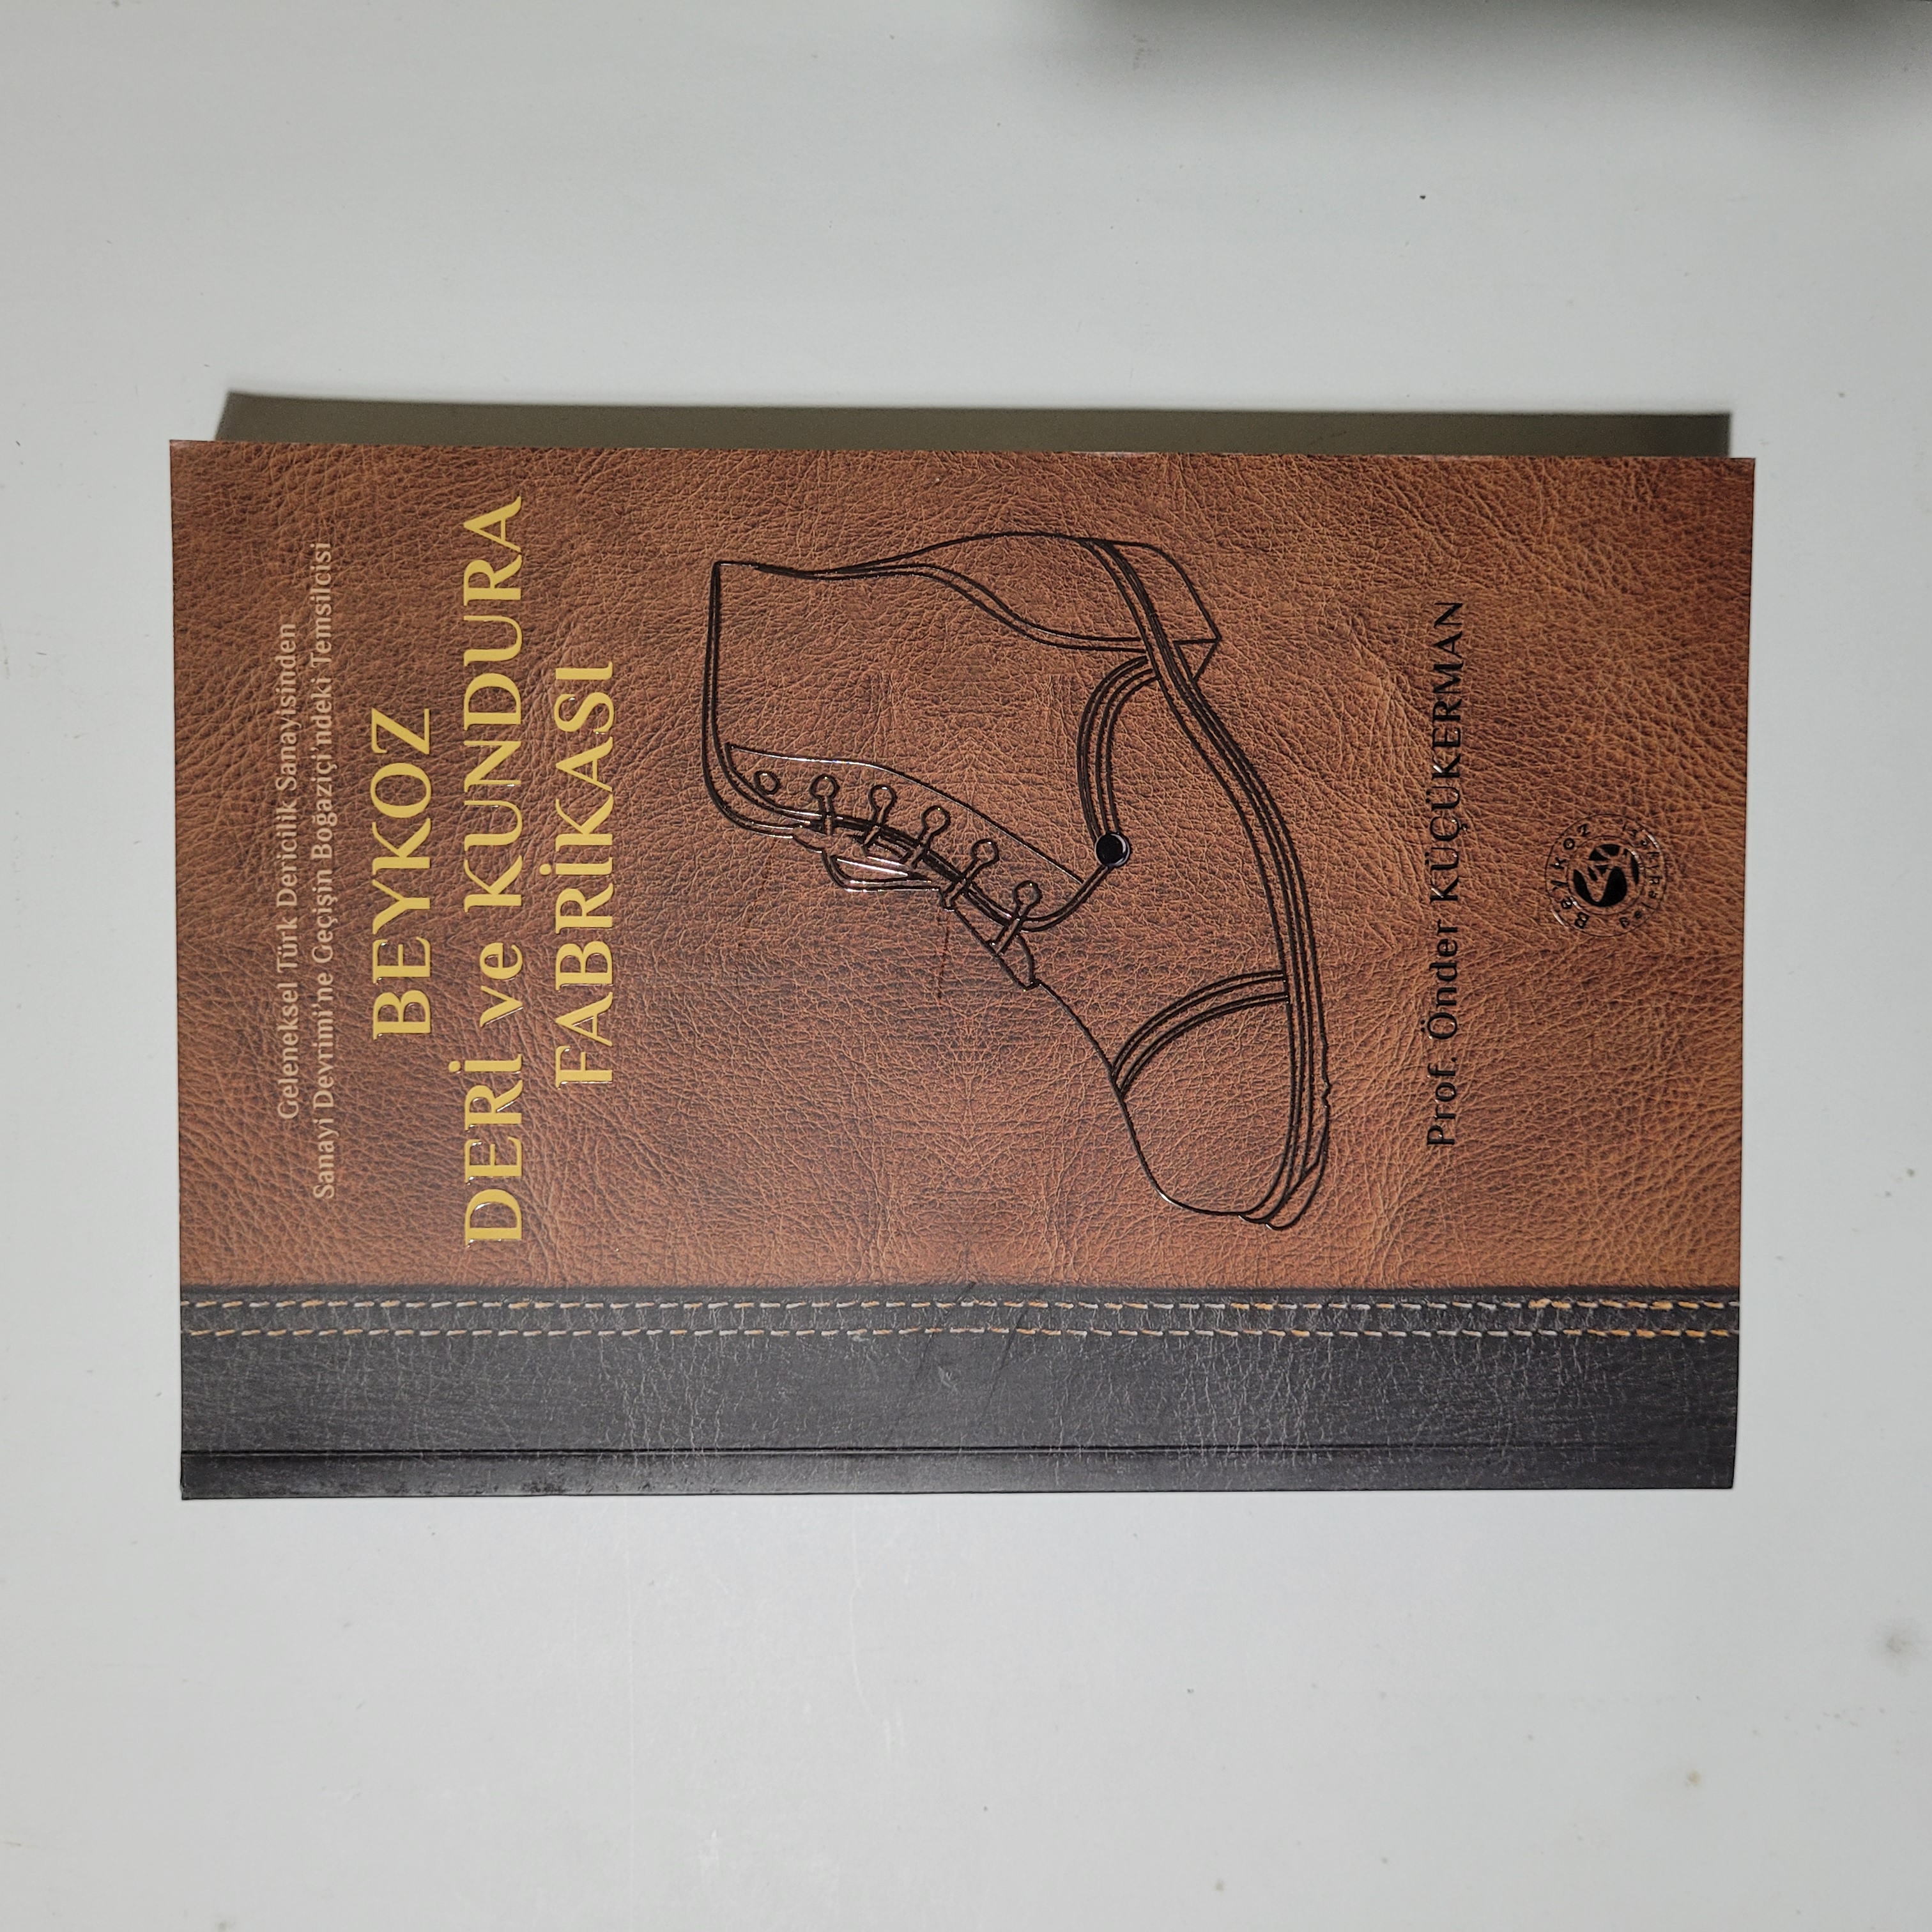 Geleneksel Türk Dericilik Sanayisinden
Sanayi Devrimi'ne Geçişin Boğaziçi'ndeki Temsilcisi
BEYKOZ
DERİ ve KUNDURA
FABRİKASI
Prof. Önder KÜÇÜKERMAN
Beykoz